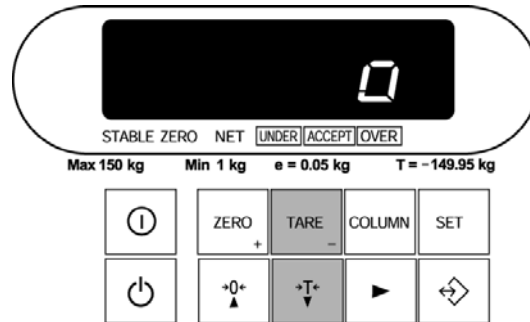 0
STABLE ZERO NET UNDER ACCEPT OVER
Max 150 kg Min 1 kg e = 0.05 kg T = −149.95 kg
ZERO + TARE − COLUMN SET
→0← →T←